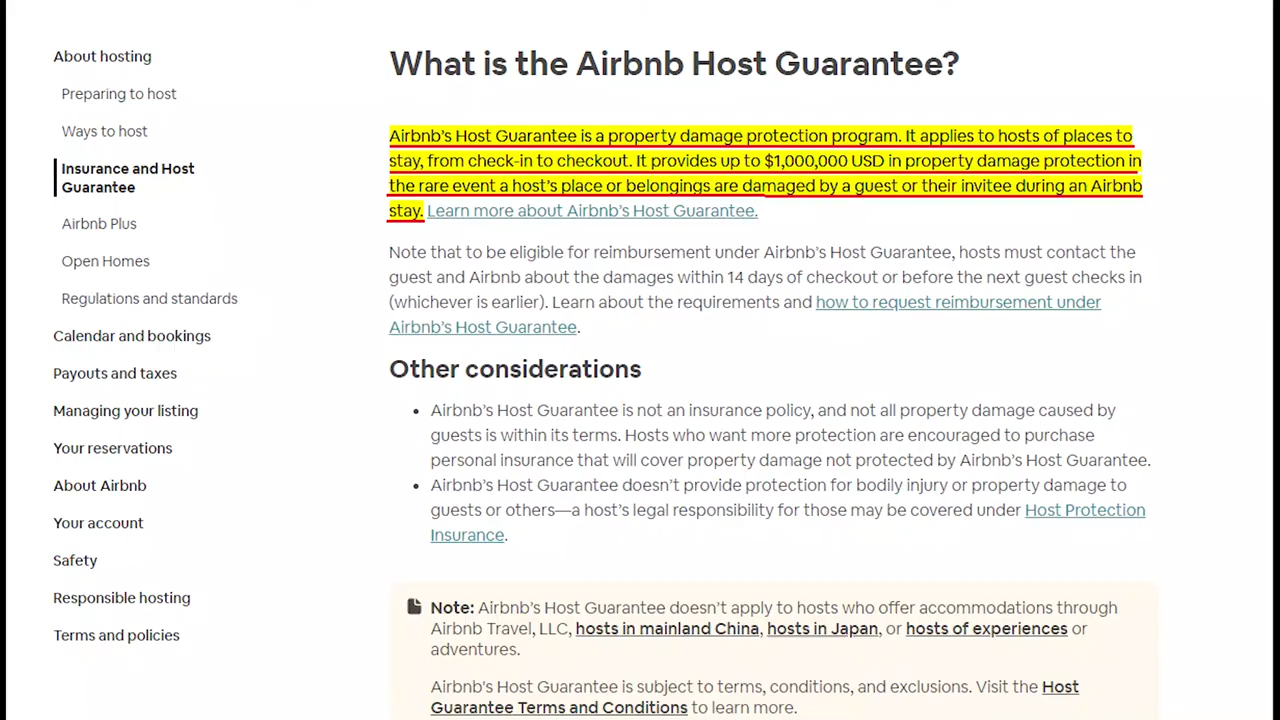 About hosting
Preparing to host
Ways to host
Insurance and Host
Guarantee
Airbnb Plus
Open Homes
Regulations and standards
Calendar and bookings
Payouts and taxes
Managing your listing
Your reservations
About Airbnb
Your account
Safety
Responsible hosting
Terms and policies
What is the Airbnb Host Guarantee?
Airbnb’s Host Guarantee is a property damage protection program. It applies to hosts of places to
stay, from check-in to checkout. It provides up to $1,000,000 USD in property damage protection in
the rare event a host’s place or belongings are damaged by a guest or their invitee during an Airbnb
stay. Learn more about Airbnb’s Host Guarantee.
Note that to be eligible for reimbursement under Airbnb’s Host Guarantee, hosts must contact the
guest and Airbnb about the damages within 14 days of checkout or before the next guest checks in
(whichever is earlier). Learn about the requirements and how to request reimbursement under
Airbnb’s Host Guarantee.
Other considerations
• Airbnb’s Host Guarantee is not an insurance policy, and not all property damage caused by
guests is within its terms. Hosts who want more protection are encouraged to purchase
personal insurance that will cover property damage not protected by Airbnb’s Host Guarantee.
• Airbnb’s Host Guarantee doesn’t provide protection for bodily injury or property damage to
guests or others—a host’s legal responsibility for those may be covered under Host Protection
Insurance.
Note: Airbnb’s Host Guarantee doesn’t apply to hosts who offer accommodations through
Airbnb Travel, LLC, hosts in mainland China, hosts in Japan, or hosts of experiences or
adventures.
Airbnb's Host Guarantee is subject to terms, conditions, and exclusions. Visit the Host
Guarantee Terms and Conditions to learn more.